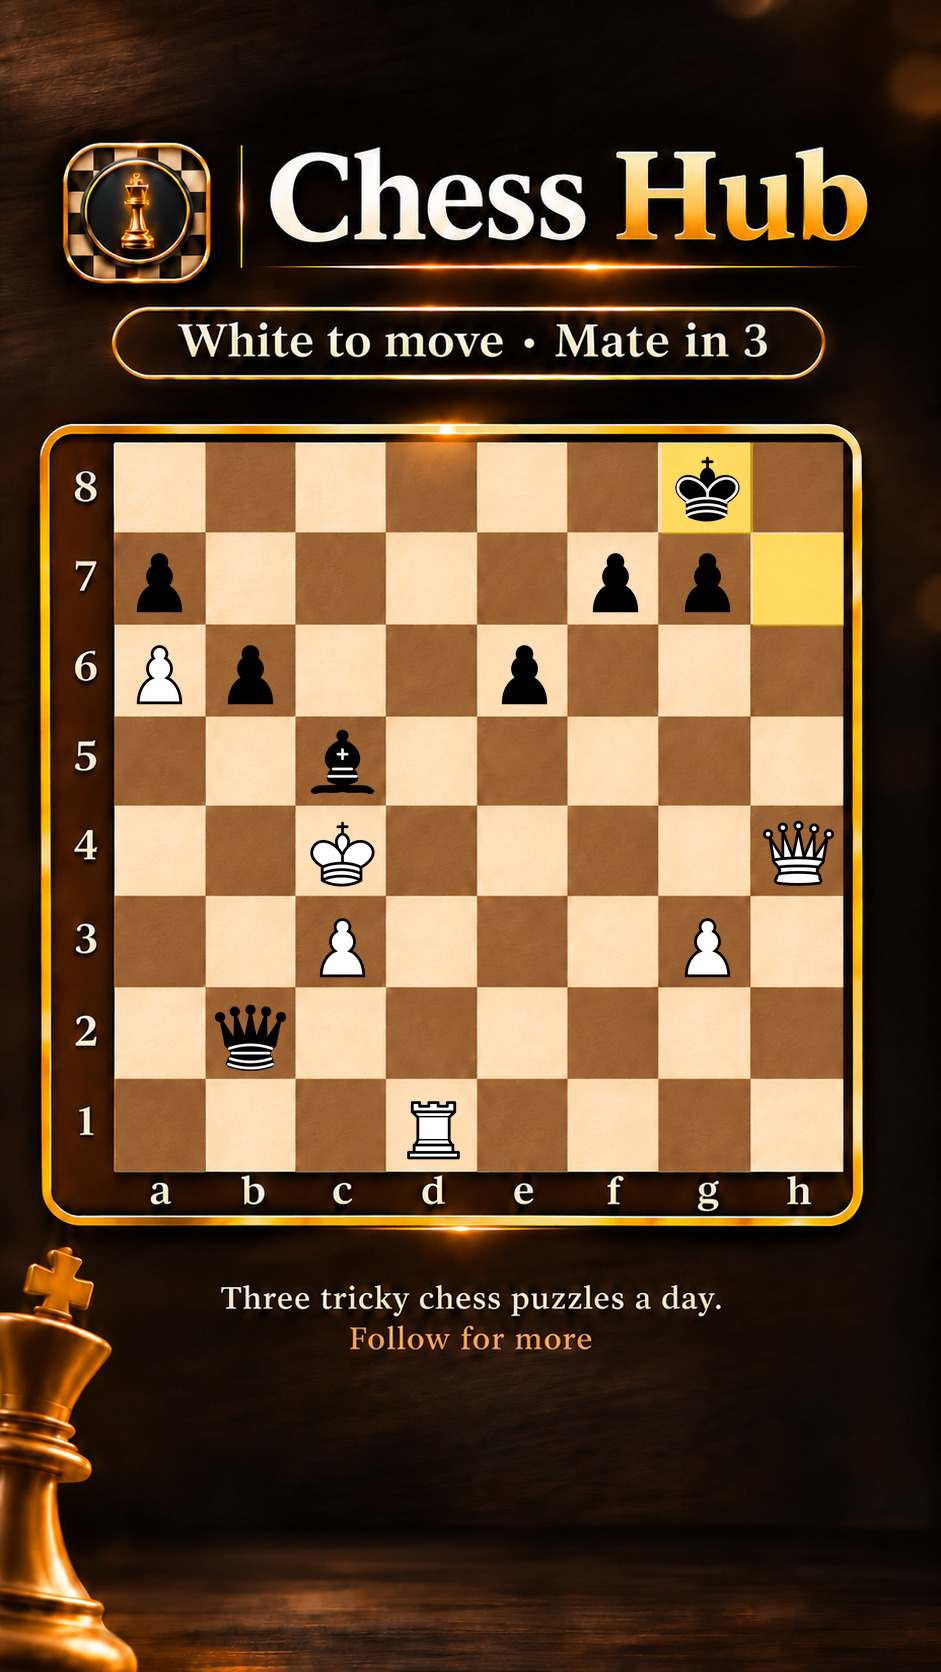 Chess Hub
White to move • Mate in 3
8
7
6
5
4
3
2
1
a b c d e f g h
Three tricky chess puzzles a day.
Follow for more